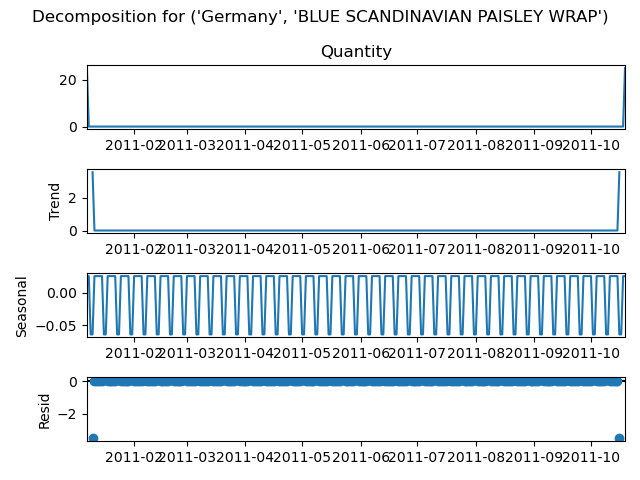 Decomposition for ('Germany', 'BLUE SCANDINAVIAN PAISLEY WRAP')
Quantity
20
0
2011-02 2011-03 2011-04 2011-05 2011-06 2011-07 2011-08 2011-09 2011-10
Trend
2
0
2011-02 2011-03 2011-04 2011-05 2011-06 2011-07 2011-08 2011-09 2011-10
Seasonal
0.00
−0.05
2011-02 2011-03 2011-04 2011-05 2011-06 2011-07 2011-08 2011-09 2011-10
Resid
0
−2
2011-02 2011-03 2011-04 2011-05 2011-06 2011-07 2011-08 2011-09 2011-10